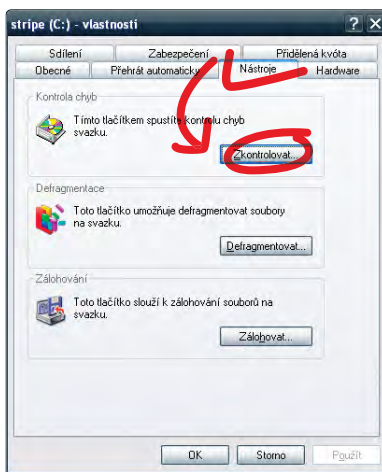 stripe (C:) - vlastnosti
Sdílení Zabezpečení Přidělená kvóta
Obecné Přehrát automaticky Nástroje Hardware
Kontrola chyb
Tímto tlačítkem spustíte kontrolu chyb
svazku.
Zkontrolovat...
Defragmentace
Toto tlačítko umožňuje defragmentovat soubory
na svazku.
Defragmentovat...
Zálohování
Toto tlačítko slouží k zálohování souborů na
svazku.
Zálohovat...
OK Storno Použít